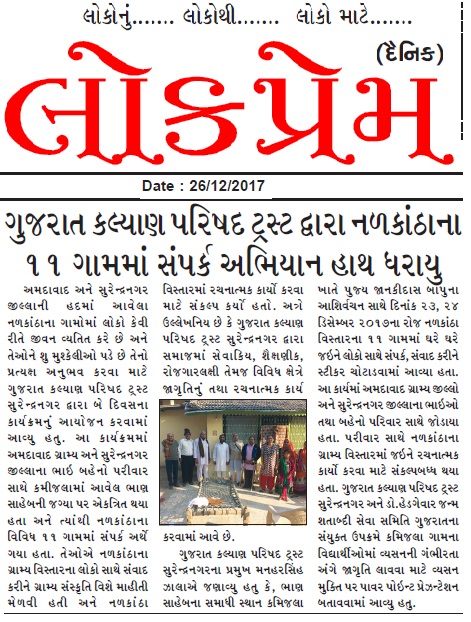 લોકોનું....... લોકોથી....... લોકો માટે.......
(દૈનિક)
લોકપ્રેમ
Date : 26/12/2017
ગુજરાત કલ્યાણ પરિષદ ટ્રસ્ટ દ્વારા નળકાંઠાના
૧૧ ગામમાં સંપર્ક અભિયાન હાથ ધરાયુ
અમદાવાદ અને સુરેન્દ્રનગર
જીલ્લાની હદમાં આવેલા
નળકાંઠાના ગામોમાં લોકો કેવી
રીતે જીવન વ્યતિત કરે છે અને
તેઓને શુ મુશ્કેલીઓ પડે છે તેનો
પ્રત્યક્ષ અનુભવ કરવા માટે
ગુજરાત કલ્યાણ પરિષદ ટ્રસ્ટ
સુરેન્દ્રનગર દ્વારા બે દિવસના
કાર્યક્રમનું આયોજન કરવામાં
આવ્યુ હતુ. આ કાર્યક્રમમાં
અમદાવાદ ગ્રામ્ય અને સુરેન્દ્રનગર
જીલ્લાના ભાઇ બહેનો પરીવાર
સાથે કમીજલામાં આવેલ ભાણ
સાહેબની જગ્યા પર એકત્રિત થયા
હતા અને ત્યાંથી નળકાંઠાના
વિવિધ ૧૧ ગામમાં સંપર્ક અર્થે
ગયા હતા. તેઓએ નળકાંઠાના
ગ્રામ્ય વિસ્તારના લોકો સાથે સંવાદ
કરીને ગ્રામ્ય સંસ્કૃતિ વિશે માહીતી
મેળવી હતી અને નળકાંઠા
વિસ્તારમાં રચનાત્મક કાર્યો કરવા
માટે સંકલ્પ કર્યો હતો. અત્રે
ઉલ્લેખનિય છે કે ગુજરાત કલ્યાણ
પરિષદ ટ્રસ્ટ સુરેન્દ્રનગર દ્વારા
સમાજમાં સેવાકિય, શૈક્ષણીક,
રોજગારલક્ષી તેમજ વિવિધ ક્ષેત્રે
જાગૃતિનું તથા રચનાત્મક કાર્ય
કરવામાં આવે છે.
ગુજરાત કલ્યાણ પરિષદ ટ્રસ્ટ
સુરેન્દ્રનગરના પ્રમુખ મનહરસિંહ
ઝાલાએ જણાવ્યુ હતુ કે, ભાણ
સાહેબના સમાધી સ્થાન કમિજલા
ખાતે પુજય જાનકીદાસ બાપુના
આશિર્વચન સાથે દિનાંક ૨૩, ૨૪
ડિસેમ્બર ૨૦૧૭ના રોજ નળકાંઠા
વિસ્તારના ૧૧ ગામમાં ઘરે ઘરે
જઇને લોકો સાથે સંપર્ક, સંવાદ કરીને
સ્ટીકર ચોટાડવામાં આવ્યા હતા.
આ કાર્યમાં અમદાવાદ ગ્રામ્ય જીલ્લો
અને સુરેન્દ્રનગર જીલ્લાના ભાઇઓ
તથા બહેનો પરિવાર સાથે જોડાયા
હતા. પરીવાર સાથે નળકાંઠાના
ગ્રામ્ય વિસ્તારમાં જઇને રચનાત્મક
કાર્યો કરવા માટે સંકલ્પબધ્ધ થયા
હતા. ગુજરાત કલ્યાણ પરિષદ ટ્રસ્ટ
સુરેન્દ્રનગર અને ડો.હેડગેવાર જન્મ
શતાબ્દી સેવા સમિતિ ગુજરાતના
સંયુક્ત ઉપક્રમે કમિજલા ગામના
વિદ્યાર્થીઓમાં વ્યસનની ગંભીરતા
અંગે જાગૃતિ લાવવા માટે વ્યસન
મુક્તિ પર પાવર પોઇન્ટ પ્રેઝન્ટેશન
બતાવવામાં આવ્યુ હતુ.